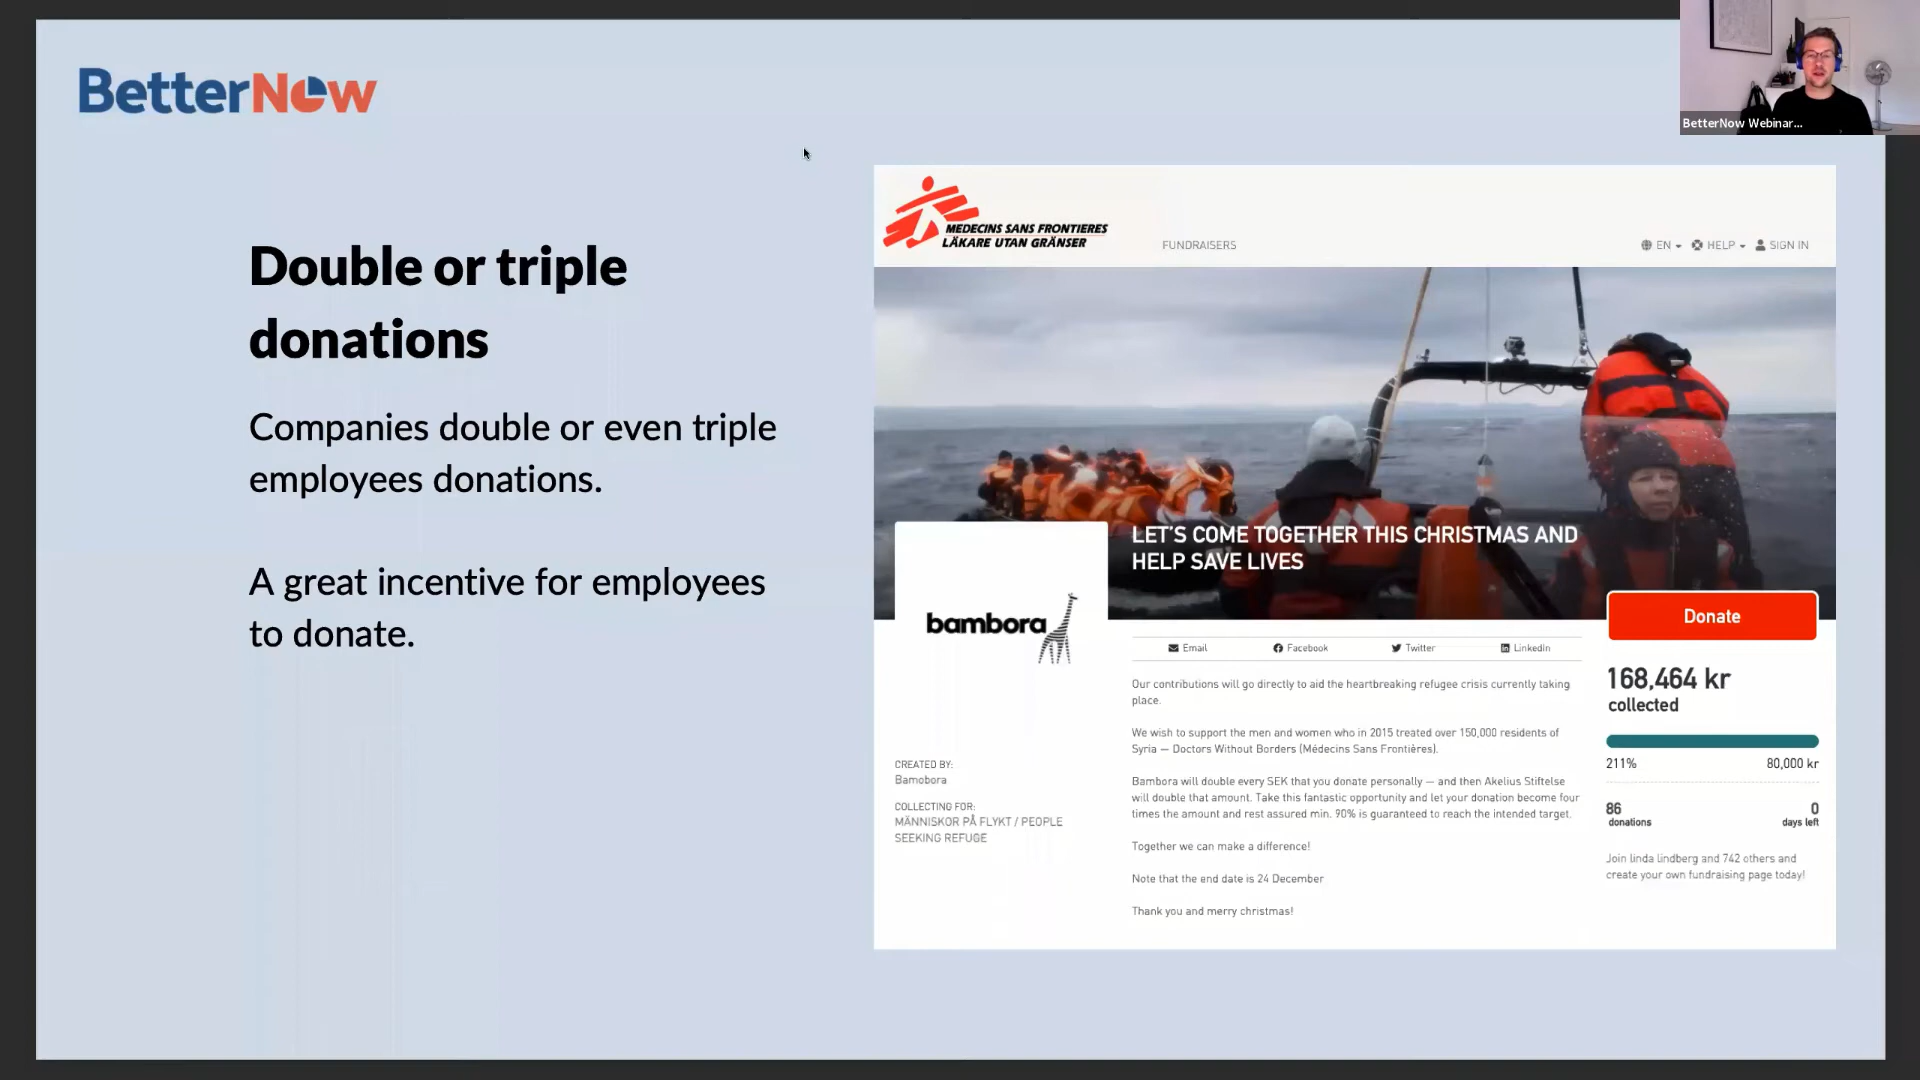 BetterNow
BetterNow Webinar...
Double or triple
donations
Companies double or even triple
employees donations.
A great incentive for employees
to donate.
MEDECINS SANS FRONTIERES
LÄKARE UTAN GRÄNSER
FUNDRAISERS
EN
HELP
SIGN IN
LET'S COME TOGETHER THIS CHRISTMAS AND
HELP SAVE LIVES
bambora
CREATED BY:
Bamobora
COLLECTING FOR:
MÄNNISKOR PÅ FLYKT / PEOPLE
SEEKING REFUGE
Email
Facebook
Twitter
Linkedin
Our contributions will go directly to aid the heartbreaking refugee crisis currently taking
place.
We wish to support the men and women who in 2015 treated over 150,000 residents of
Syria — Doctors Without Borders (Médecins Sans Frontières).
Bambora will double every SEK that you donate personally — and then Akelius Stiftelse
will double that amount. Take this fantastic opportunity and let your donation become four
times the amount and rest assured min. 90% is guaranteed to reach the intended target.
Together we can make a difference!
Note that the end date is 24 December
Thank you and merry christmas!
Donate
168,464 kr
collected
211%
80,000 kr
86
donations
0
days left
Join linda lindberg and 742 others and
create your own fundraising page today!